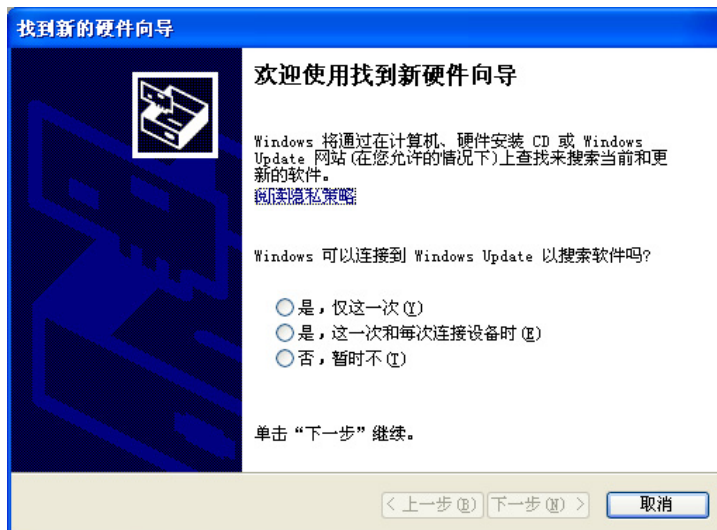 找到新的硬件向导
欢迎使用找到新硬件向导
Windows 将通过在计算机、硬件安装 CD 或 Windows
Update 网站(在您允许的情况下)上查找来搜索当前和更
新的软件。
阅读隐私策略
Windows 可以连接到 Windows Update 以搜索软件吗?
是，仅这一次(Y)
是，这一次和每次连接设备时(E)
否，暂时不(T)
单击“下一步”继续。
< 上一步(B) 下一步(N) > 取消